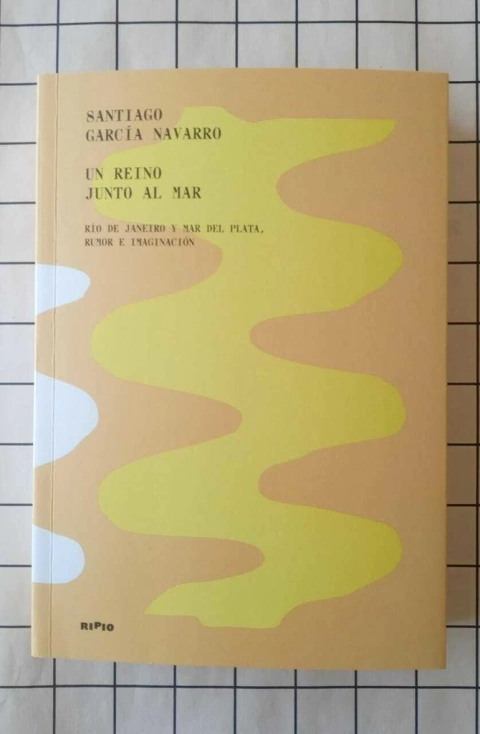 SANTIAGO
GARCÍA NAVARRO
UN REINO
JUNTO AL MAR
RÍO DE JANEIRO Y MAR DEL PLATA,
RUMOR E IMAGINACIÓN
RIPIO